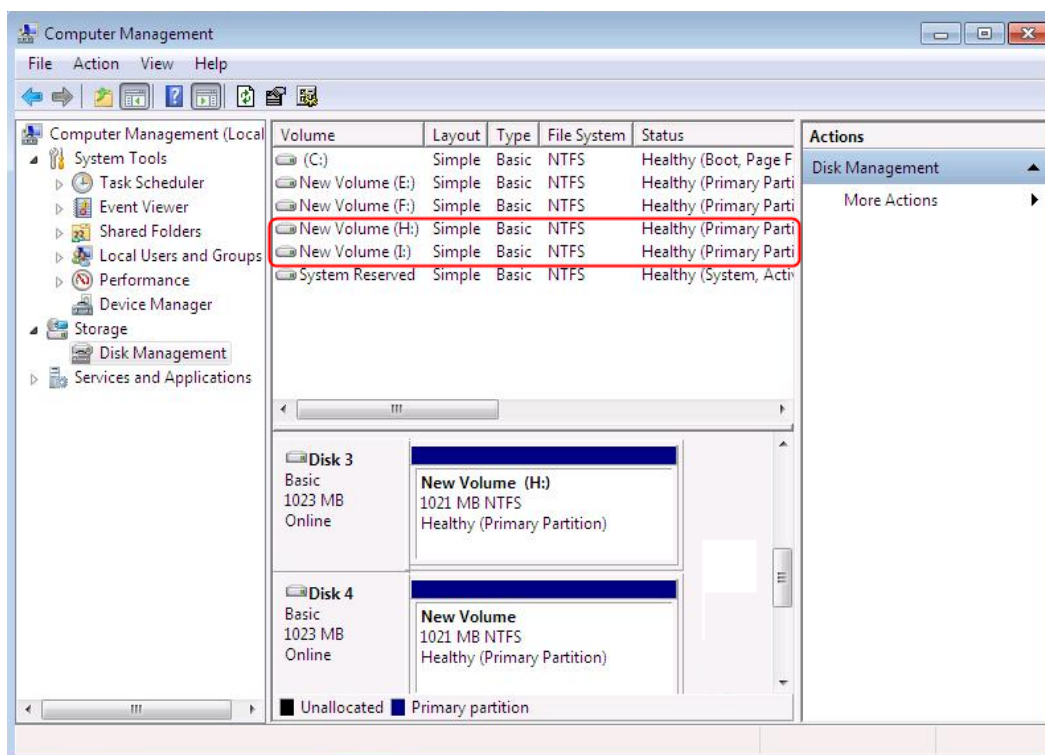 Computer Management
File Action View Help
Computer Management (Local
System Tools
Task Scheduler
Event Viewer
Shared Folders
Local Users and Groups
Performance
Device Manager
Storage
Disk Management
Services and Applications
Volume Layout Type File System Status
(C:) Simple Basic NTFS Healthy (Boot, Page F
New Volume (E:) Simple Basic NTFS Healthy (Primary Parti
New Volume (F:) Simple Basic NTFS Healthy (Primary Parti
New Volume (H:) Simple Basic NTFS Healthy (Primary Parti
New Volume (I:) Simple Basic NTFS Healthy (Primary Parti
System Reserved Simple Basic NTFS Healthy (System, Acti
Disk 3
Basic
1023 MB
Online
New Volume (H:)
1021 MB NTFS
Healthy (Primary Partition)
Disk 4
Basic
1023 MB
Online
New Volume
1021 MB NTFS
Healthy (Primary Partition)
Unallocated Primary partition
Actions
Disk Management
More Actions